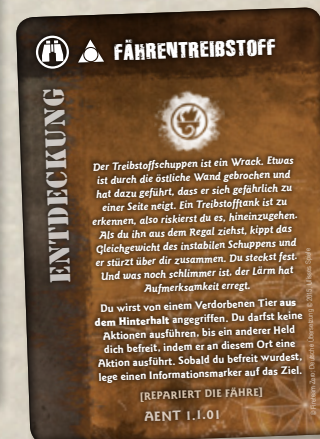 FÄHRENTREIBSTOFF
ENTDECKUNG
Der Treibstoffschuppen ist ein Wrack. Etwas
ist durch die östliche Wand gebrochen und
hat dazu geführt, dass er sich gefährlich zu
einer Seite neigt. Ein Treibstofftank ist zu
erkennen, also riskierst du es, hineinzugehen.
Als du ihn aus dem Regal ziehst, kippt das
Gleichgewicht des instabilen Schuppens und
er stürzt über dir zusammen. Du steckst fest.
Und was noch schlimmer ist, der Lärm hat
Aufmerksamkeit erregt.
Du wirst von einem Verdorbenen Tier aus
dem Hinterhalt angegriffen. Du darfst keine
Aktionen ausführen, bis ein anderer Held
dich befreit, indem er an diesem Ort eine
Aktion ausführt. Sobald du befreit wurdest,
lege einen Informationsmarker auf das Ziel.
[REPARIERT DIE FÄHRE]
AENT 1.1.01